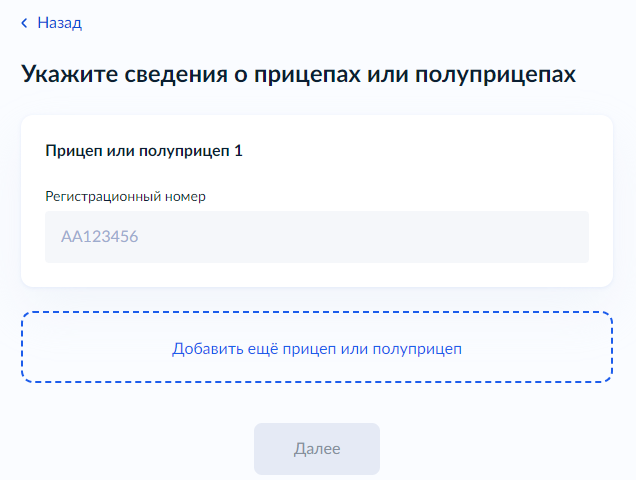 Назад
Укажите сведения о прицепах или полуприцепах
Прицеп или полуприцеп 1
Регистрационный номер
АА123456
Добавить ещё прицеп или полуприцеп
Далее